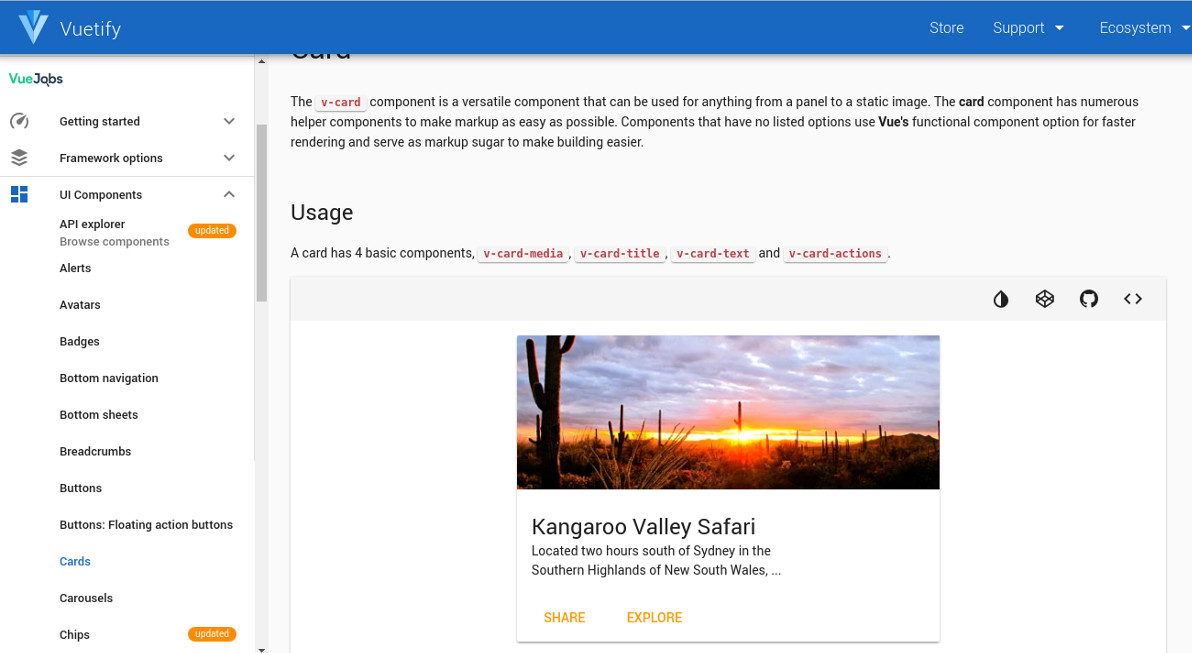 Vuetify
Store
Support
Ecosystem
VueJobs
Getting started
Framework options
UI Components
API explorer
updated
Browse components
Alerts
Avatars
Badges
Bottom navigation
Bottom sheets
Breadcrumbs
Buttons
Buttons: Floating action buttons
Cards
Carousels
Chips
updated
Card
The v-card component is a versatile component that can be used for anything from a panel to a static image. The card component has numerous
helper components to make markup as easy as possible. Components that have no listed options use Vue's functional component option for faster
rendering and serve as markup sugar to make building easier.
Usage
A card has 4 basic components, v-card-media, v-card-title, v-card-text and v-card-actions.
Kangaroo Valley Safari
Located two hours south of Sydney in the
Southern Highlands of New South Wales, ...
SHARE
EXPLORE